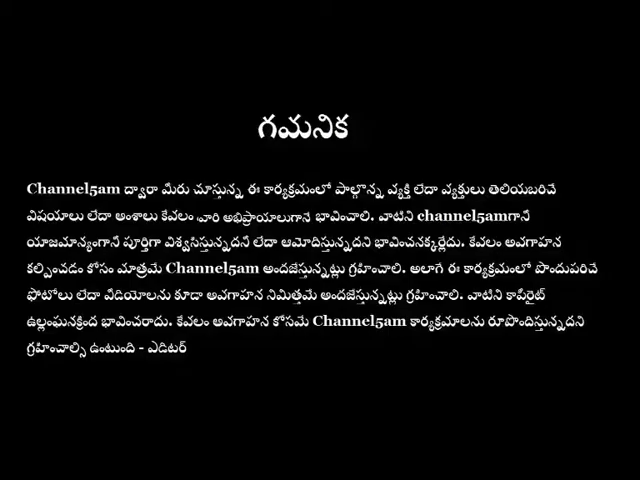 గమనిక
Channel5am ద్వారా మీరు చూస్తున్న ఈ కార్యక్రమంలో పాల్గొన్న వ్యక్తి లేదా వ్యక్తులు తెలియబరిచే
విషయాలు లేదా అంశాలు కేవలం వారి అభిప్రాయాలుగానే భావించాలి. వాటిని channel5amగానీ
యాజమాన్యంగానీ పూర్తిగా విశ్వసిస్తున్నదనీ లేదా ఆమోదిస్తున్నదని భావించనక్కర్లేదు. కేవలం అవగాహన
కల్పించడం కోసం మాత్రమే Channel5am అందజేస్తున్నట్లు గ్రహించాలి. అలాగే ఈ కార్యక్రమంలో పొందుపరిచే
ఫోటోలు లేదా వీడియోలను కూడా అవగాహన నిమిత్తమే అందజేస్తున్నట్లు గ్రహించాలి. వాటిని కాపీరైట్
ఉల్లంఘనక్రింద భావించరాదు. కేవలం అవగాహన కోసమే Channel5am కార్యక్రమాలను రూపొందిస్తున్నదని
గ్రహించాల్సి ఉంటుంది - ఎడిటర్